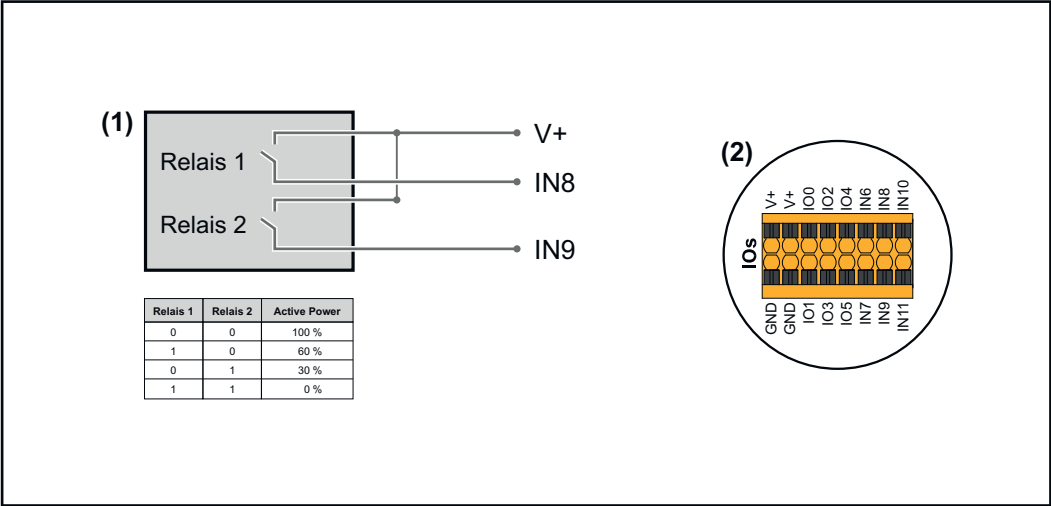 (1)
Relais 1
Relais 2
V+
IN8
IN9
Relais 1 Relais 2 Active Power
0 0 100 %
1 0 60 %
0 1 30 %
1 1 0 %
(2)
V+ V+ IO0 IO2 IO4 IN6 IN8 IN10
IOs
GND GND IO1 IO3 IO5 IN7 IN9 IN11